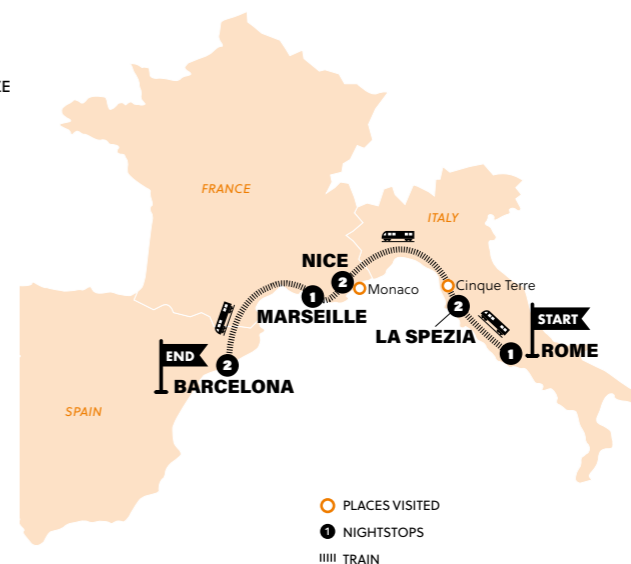 FRANCE
ITALY
NICE
2
Monaco
Cinque Terre
1
MARSEILLE
2
LA SPEZIA
START
1
ROME
END
2
BARCELONA
SPAIN
PLACES VISITED
1 NIGHTSTOPS
TRAIN